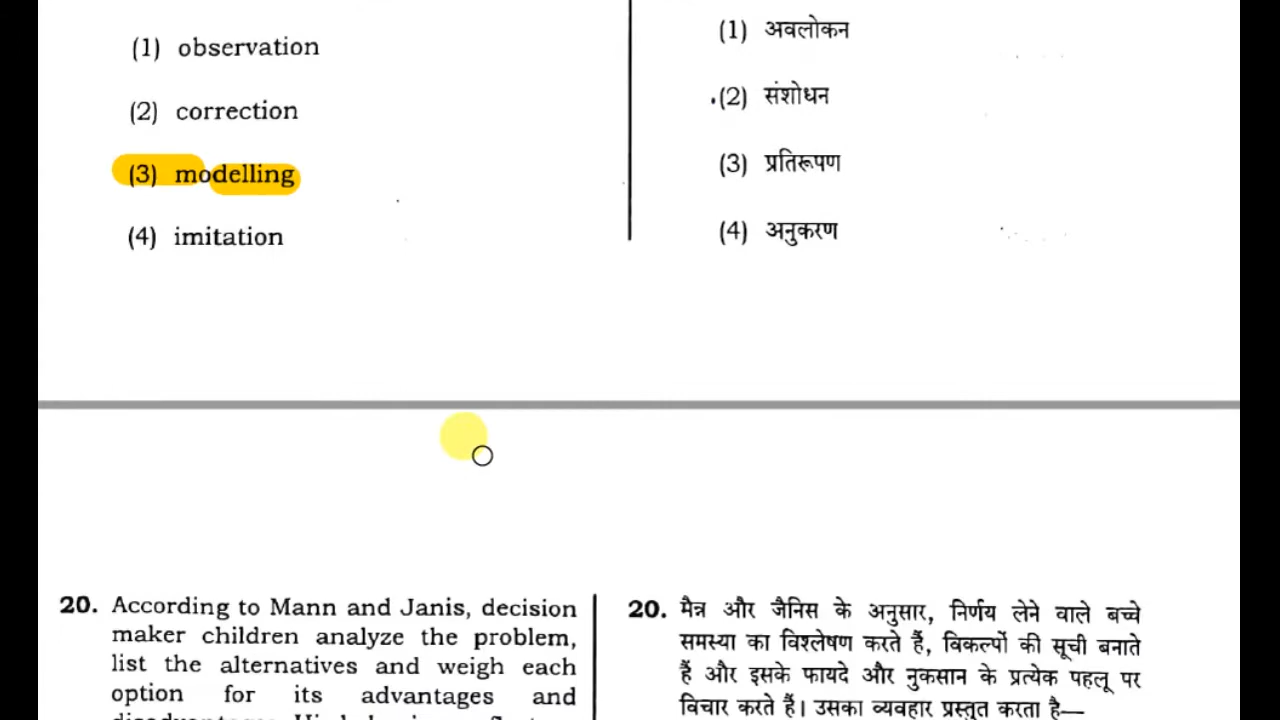 (1) observation
(2) correction
(3) modelling
(4) imitation
(1) अवलोकन
(2) संशोधन
(3) प्रतिरूपण
(4) अनुकरण
20. According to Mann and Janis, decision
maker children analyze the problem,
list the alternatives and weigh each
option for its advantages and
20. मैन्न और जैनिस के अनुसार, निर्णय लेने वाले बच्चे
समस्या का विश्लेषण करते हैं, विकल्पों की सूची बनाते
हैं और इसके फायदे और नुकसान के प्रत्येक पहलू पर
विचार करते हैं। उसका व्यवहार प्रस्तुत करता है—